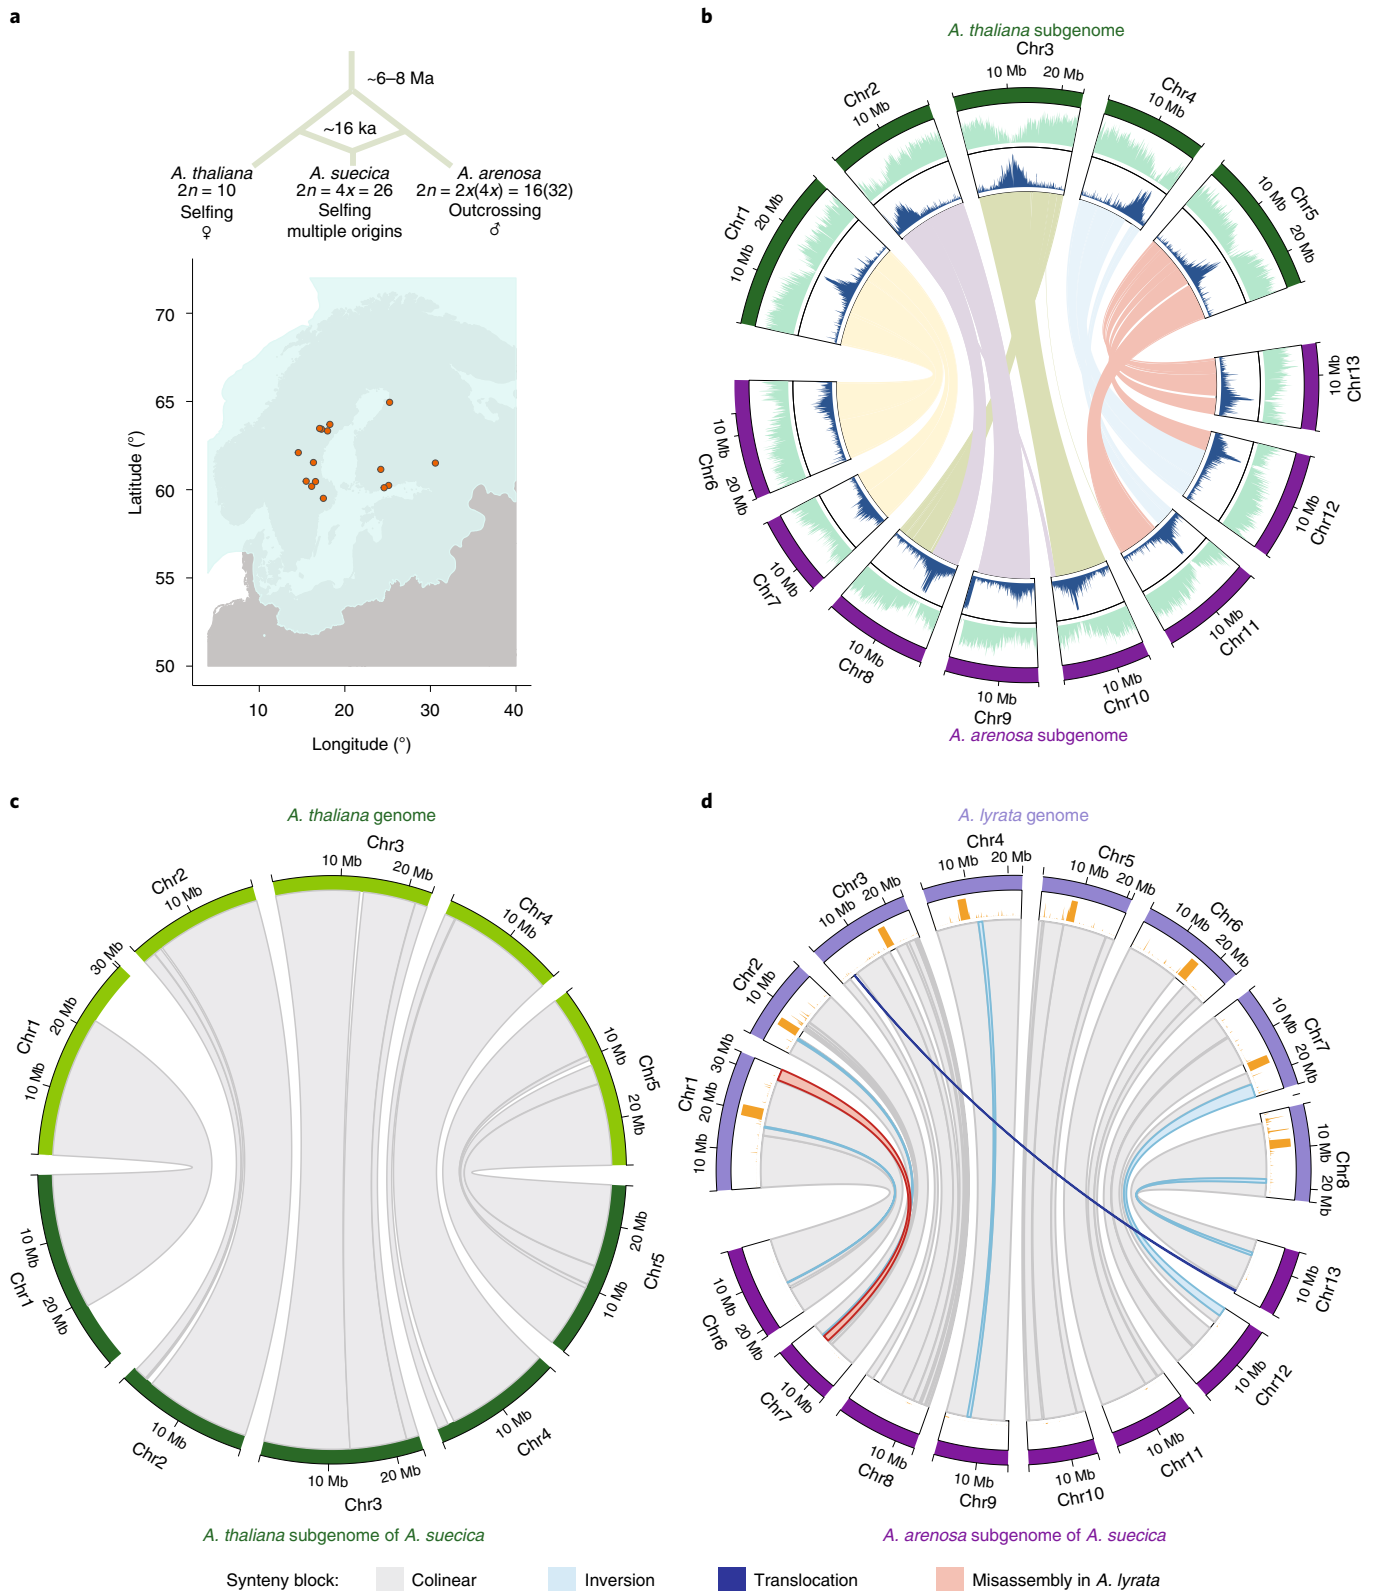 a
~6–8 Ma
~16 ka
A. thaliana
2n = 10
Selfing
♀
A. suecica
2n = 4x = 26
Selfing
multiple origins
A. arenosa
2n = 2x(4x) = 16(32)
Outcrossing
♂
70
65
60
55
50
Latitude (°)
10
20
30
40
Longitude (°)
b
A. thaliana subgenome
Chr3
10 Mb
20 Mb
Chr4
10 Mb
Chr5
10 Mb
20 Mb
Chr13
10 Mb
Chr12
10 Mb
Chr11
10 Mb
Chr10
10 Mb
Chr9
10 Mb
Chr8
10 Mb
Chr7
10 Mb
Chr6
10 Mb
20 Mb
Chr1
10 Mb
20 Mb
Chr2
10 Mb
A. arenosa subgenome
c
A. thaliana genome
Chr3
10 Mb
20 Mb
Chr4
10 Mb
Chr5
10 Mb
20 Mb
20 Mb
Chr5
10 Mb
Chr4
10 Mb
20 Mb
10 Mb
Chr3
10 Mb
Chr2
20 Mb
Chr1
10 Mb
10 Mb
Chr1
20 Mb
30 Mb
Chr2
10 Mb
A. thaliana subgenome of A. suecica
d
A. lyrata genome
Chr4
10 Mb
20 Mb
Chr5
10 Mb
20 Mb
Chr6
10 Mb
20 Mb
Chr7
10 Mb
20 Mb
Chr8
10 Mb
20 Mb
Chr13
10 Mb
Chr12
10 Mb
Chr11
10 Mb
Chr10
10 Mb
Chr9
10 Mb
Chr8
10 Mb
Chr7
10 Mb
Chr6
10 Mb
20 Mb
Chr1
10 Mb
20 Mb
30 Mb
Chr2
10 Mb
Chr3
10 Mb
20 Mb
A. arenosa subgenome of A. suecica
Synteny block:
Colinear
Inversion
Translocation
Misassembly in A. lyrata